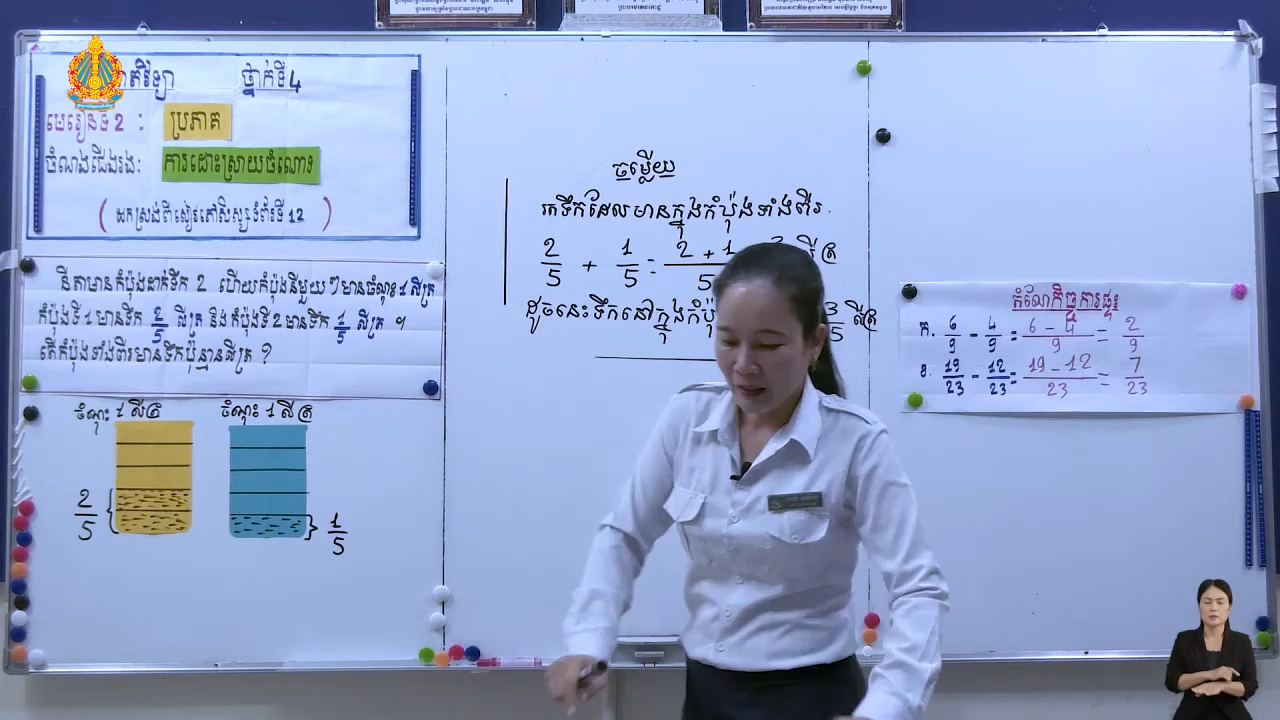 ថ្នាក់ទី4
មេរៀនទី2 : ប្រភាគ
ចំណងជើងរង: ការដោះស្រាយចំណោទ
(ដកស្រង់ពីសៀវភៅសិស្សទំព័រទី12)
នីតាមានកំប៉ុងដាក់ទឹក 2 ហើយកំប៉ុងនីមួយៗមានចំណុះ 1 លីត្រ
កំប៉ុងទី1មានទឹក 2/5 លីត្រ និងកំប៉ុងទី2មានទឹក 1/5 លីត្រ ។
តើកំប៉ុងទាំងពីរមានទឹកប៉ុន្មានលីត្រ ?
ចំណុះ 1 លីត្រ
ចំណុះ 1 លីត្រ
2/5
1/5
ចម្លើយ
រកទឹកដែលមានក្នុងកំប៉ុងទាំងពីរ.
2/5 + 1/5 = 2 + 1 / 5
ដូចនេះទឹកនៅក្នុង 3/5 លីត្រ
កំណែកិច្ចការផ្ទះ
ក. 6/9 - 4/9 = 6 - 4 / 9 = 2/9
ខ. 19/23 - 12/23 = 19 - 12 / 23 = 7/23